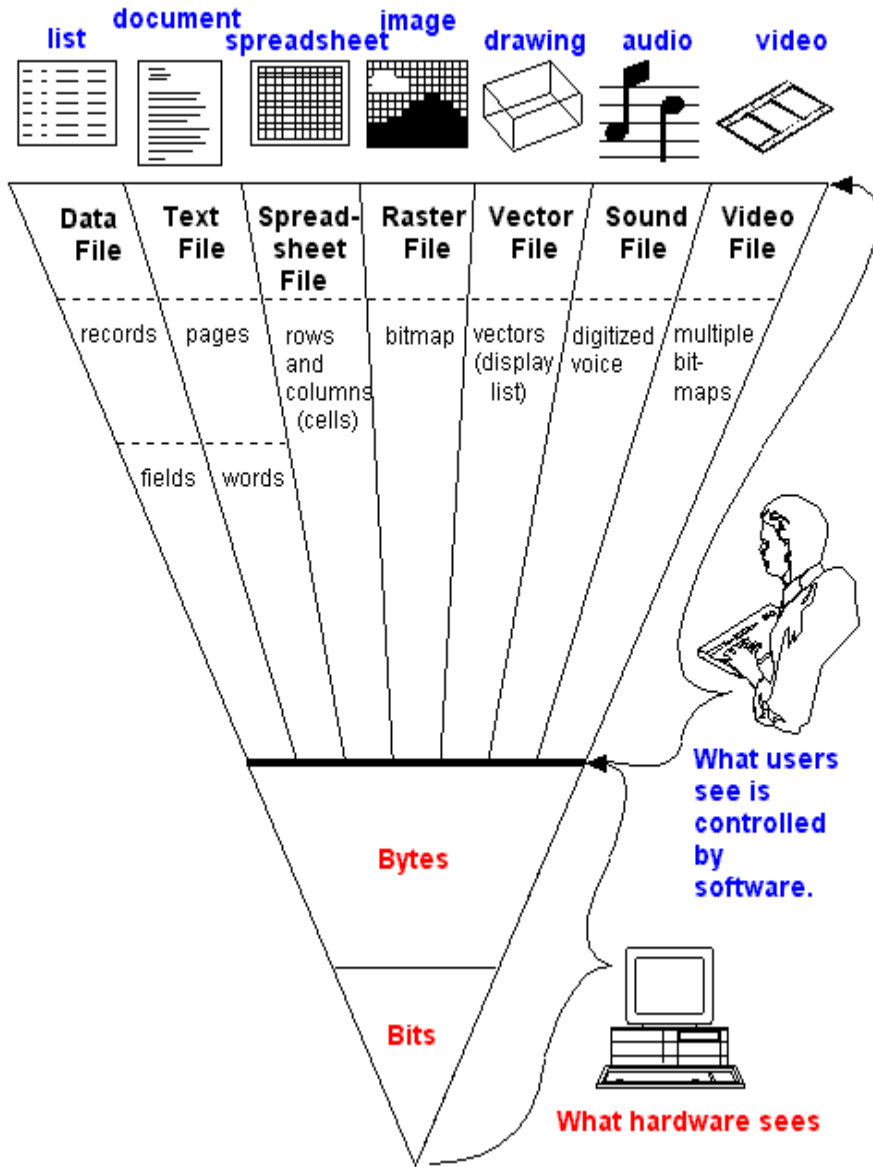 list
document
spreadsheet
image
drawing
audio
video
Data
File
Text
File
Spread-
sheet
File
Raster
File
Vector
File
Sound
File
Video
File
records
pages
rows
and
columns
(cells)
bitmap
vectors
(display
list)
digitized
voice
multiple
bit-
maps
fields
words
What users
see is
controlled
by
software.
Bytes
Bits
What hardware sees